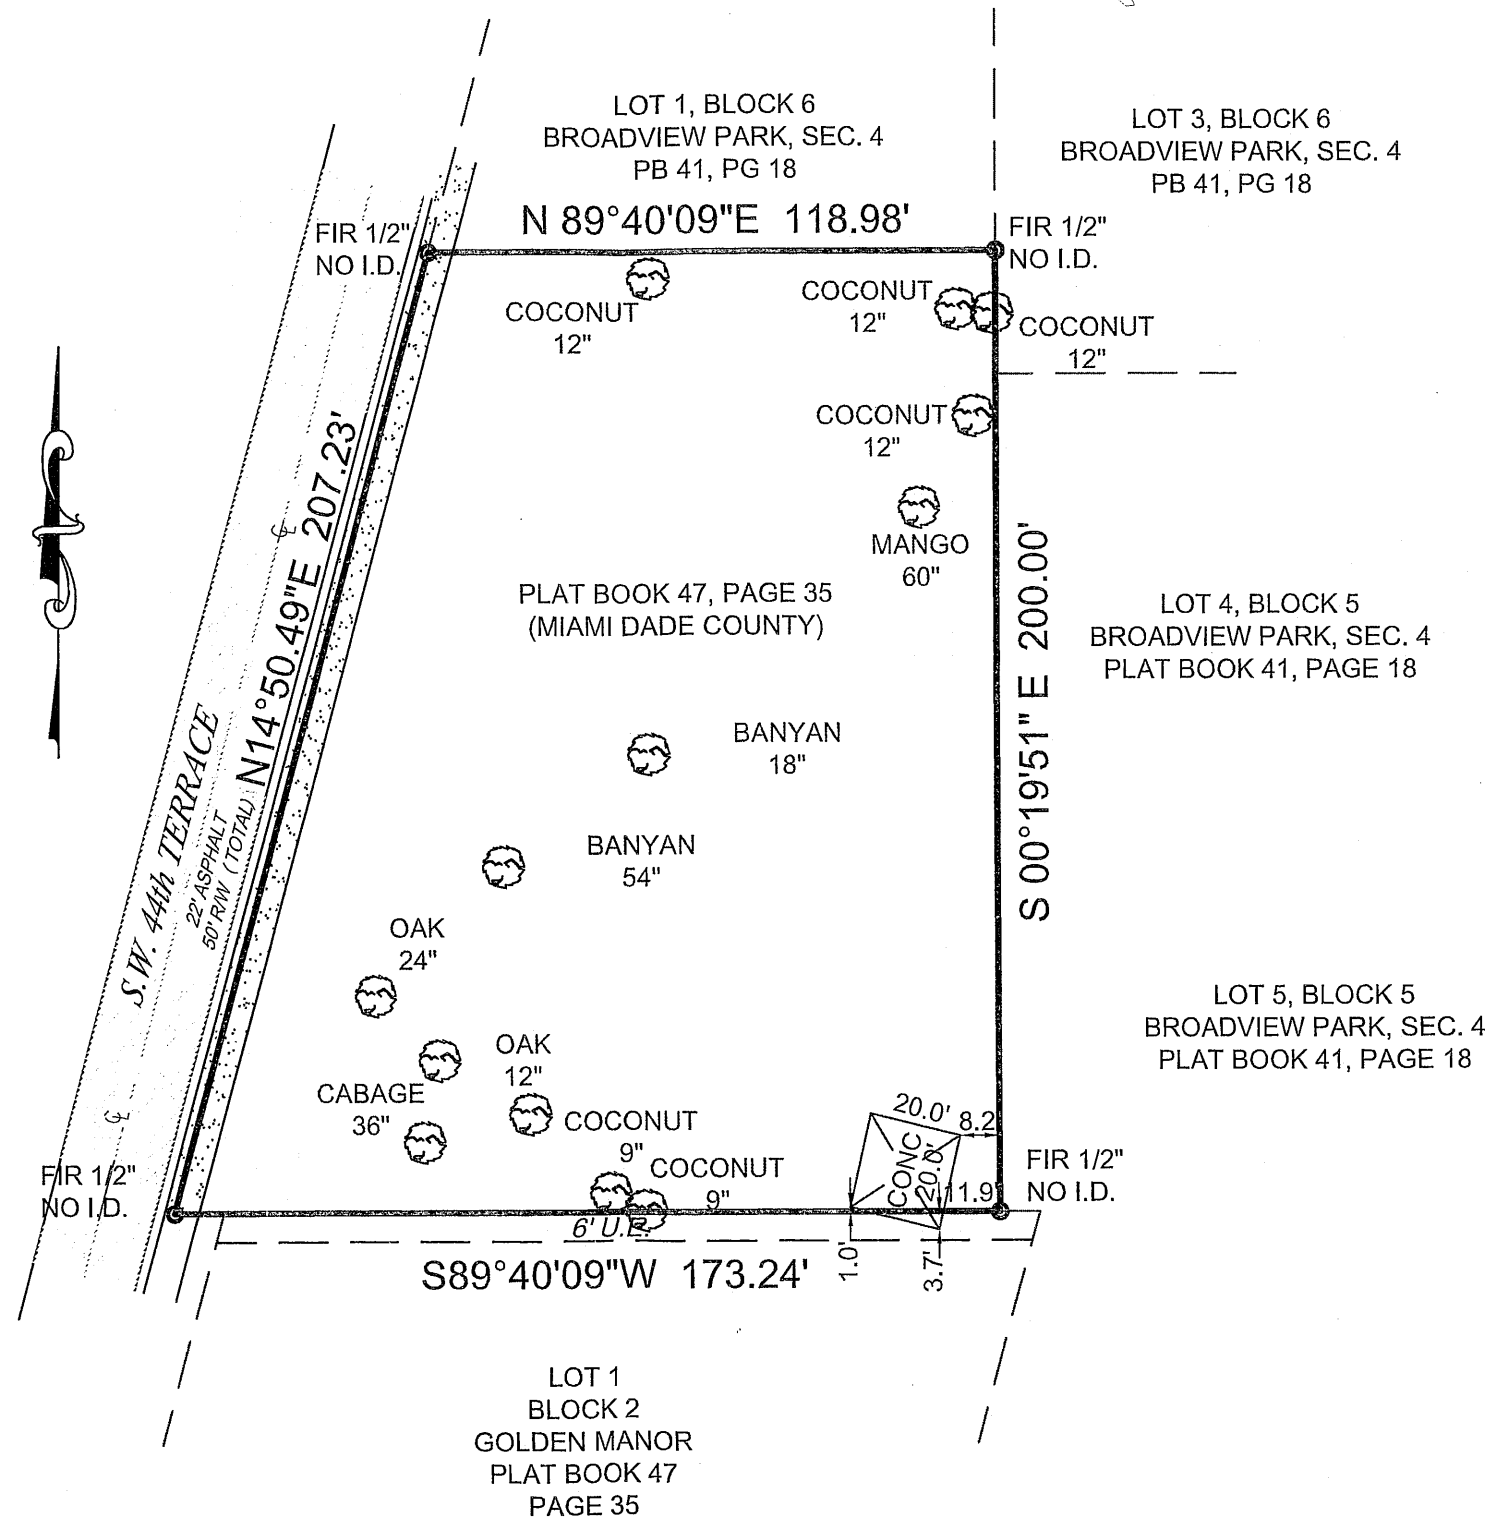 LOT 1, BLOCK 6
BROADVIEW PARK, SEC. 4
PB 41, PG 18
LOT 3, BLOCK 6
BROADVIEW PARK, SEC. 4
PB 41, PG 18
N 89°40'09"E 118.98'
FIR 1/2"
NO I.D.
FIR 1/2"
NO I.D.
COCONUT
12"
COCONUT
12"
COCONUT
12"
COCONUT
12"
MANGO
60"
PLAT BOOK 47, PAGE 35
(MIAMI DADE COUNTY)
N14°50.49"E 207.23'
S 00°19'51" E 200.00'
LOT 4, BLOCK 5
BROADVIEW PARK, SEC. 4
PLAT BOOK 41, PAGE 18
S.W. 44th TERRACE
22' ASPHALT
50' R/W (TOTAL)
BANYAN
18"
BANYAN
54"
OAK
24"
OAK
12"
CABAGE
36"
COCONUT
9"
COCONUT
9"
LOT 5, BLOCK 5
BROADVIEW PARK, SEC. 4
PLAT BOOK 41, PAGE 18
20.0'
8.2
CONC
20.0'
11.9'
FIR 1/2"
NO I.D.
FIR 1/2"
NO I.D.
6' U.E.
1.0'
3.7'
S89°40'09"W 173.24'
LOT 1
BLOCK 2
GOLDEN MANOR
PLAT BOOK 47
PAGE 35